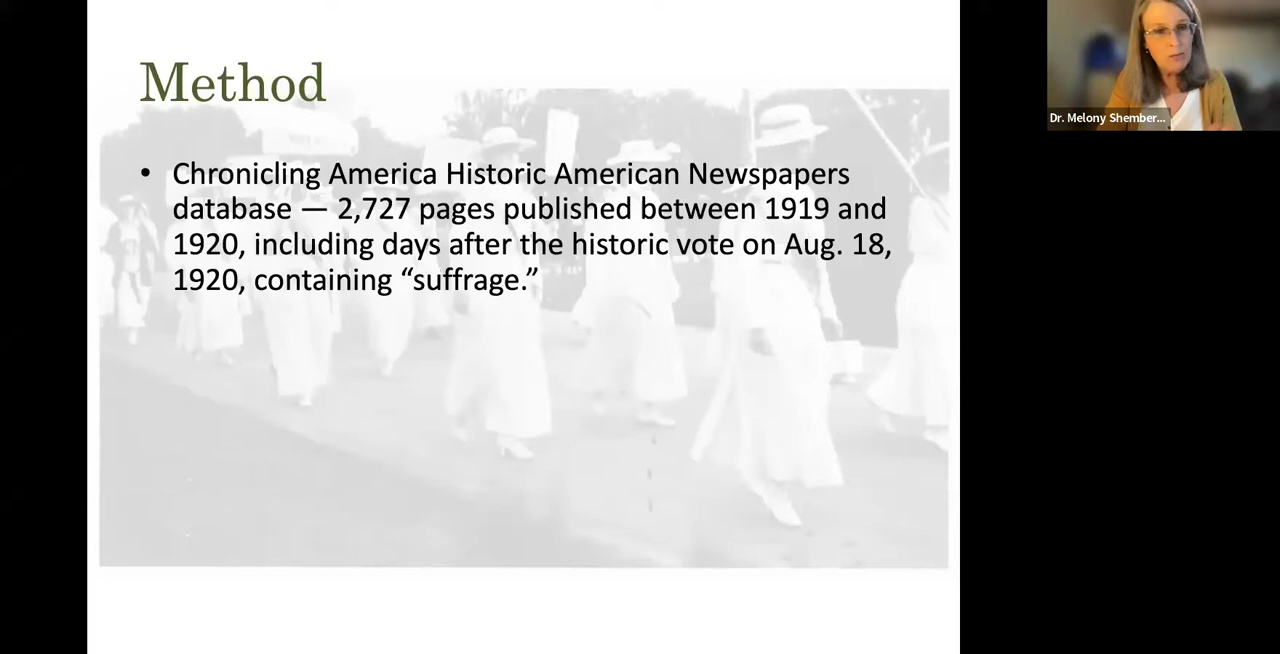 Method
• Chronicling America Historic American Newspapers
database — 2,727 pages published between 1919 and
1920, including days after the historic vote on Aug. 18,
1920, containing “suffrage.”
Dr. Melony Shember...